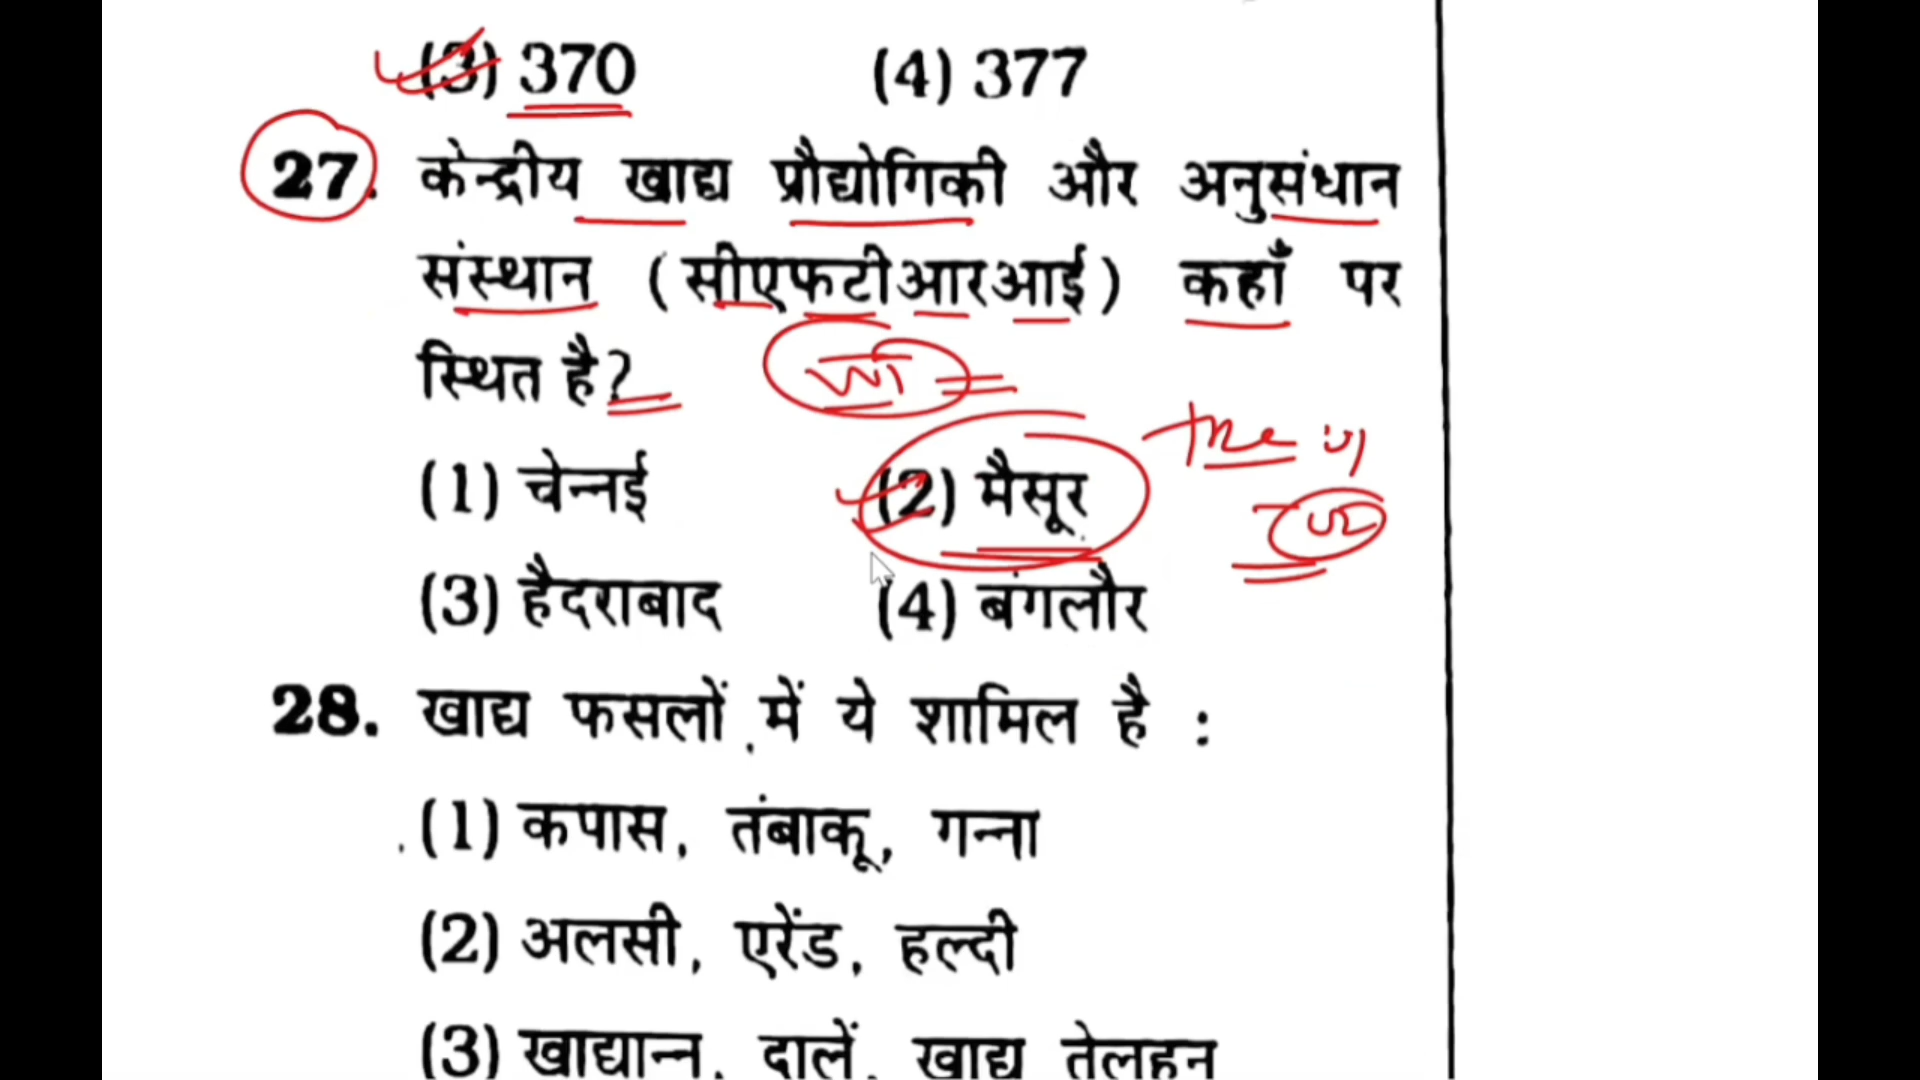 (3) 370 (4) 377
27. केन्द्रीय खाद्य प्रौद्योगिकी और अनुसंधान
संस्थान (सीएफटीआरआई) कहाँ पर
स्थित है?
(1) चेन्नई (2) मैसूर
(3) हैदराबाद (4) बंगलौर
28. खाद्य फसलों में ये शामिल है :
(1) कपास, तंबाकू, गन्ना
(2) अलसी, एरेंड, हल्दी
(3) खाद्यान्न, दालें, खाद्य तेलहन